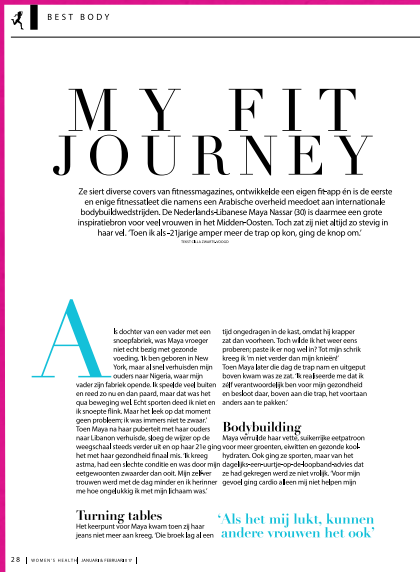 BEST BODY
MY FIT
JOURNEY
Ze siert diverse covers van fitnessmagazines, ontwikkelde een eigen fit-app én is de eerste
en enige fitnessatleet die namens een Arabische overheid meedoet aan internationale
bodybuildwedstrijden. De Nederlands-Libanese Maya Nassar (30) is daarmee een grote
inspiratiebron voor veel vrouwen in het Midden-Oosten. Toch zat zij niet altijd zo stevig in
haar vel. ‘Toen ik als -21jarige amper meer de trap op kon, ging de knop om.’
Als dochter van een vader met een
snoepfabriek, was Maya vroeger
niet echt bezig met gezonde
voeding. ‘Ik ben geboren in New
York, maar al snel verhuisden mijn
ouders naar Nigeria, waar mijn
vader zijn fabriek opende. Ik speelde veel buiten
en reed zo nu en dan paard, maar dat was het
qua beweging wel. Echt sporten deed ik niet en
ik snoepte flink. Maar het leek op dat moment
geen probleem; ik was immers niet te zwaar.’
Toen Maya na haar puberteit met haar ouders
naar Libanon verhuisde, sloeg de wijzer op de
weegschaal steeds verder uit en op haar 21e ging
het met haar gezondheid finaal mis. ‘Ik kreeg
astma, had een slechte conditie en was door mijn
eetgewoonten zwaarder dan ooit. Mijn zelfver
trouwen werd met de dag minder en ik herinner
me hoe ongelukkig ik met mijn lichaam was.’
Turning tables
Het keerpunt voor Maya kwam toen zij haar
jeans niet meer aan kreeg. ‘Die broek lag al een
tijd ongedragen in de kast, omdat hij krapper
zat dan voorheen. Toch wilde ik het weer eens
proberen; paste ik er nog wel in? Tot mijn schrik
kreeg ik ’m niet verder dan mijn knieën!’
Toen Maya later die dag de trap nam en uitgeput
boven kwam was ze zat. ‘Ik realiseerde me dat ik
zélf verantwoordelijk ben voor mijn gezondheid
en besloot daar, boven aan die trap, het voortaan
anders aan te pakken.’
Bodybuilding
Maya verruilde haar vette, suikerrijke eetpatroon
voor meer groenten, eiwitten en gezonde kool-
hydraten. Ook ging ze sporten, maar van het
dagelijks-een-uurtje-op-de-loopband-advies dat
ze had gekregen werd ze niet vrolijk. ‘Voor mijn
gevoel ging cardio alleen mij niet helpen mijn
‘Als het mij lukt, kunnen
andere vrouwen het ook’
28 | WOMEN'S HEALTH | JANUARI & FEBRUARI 17